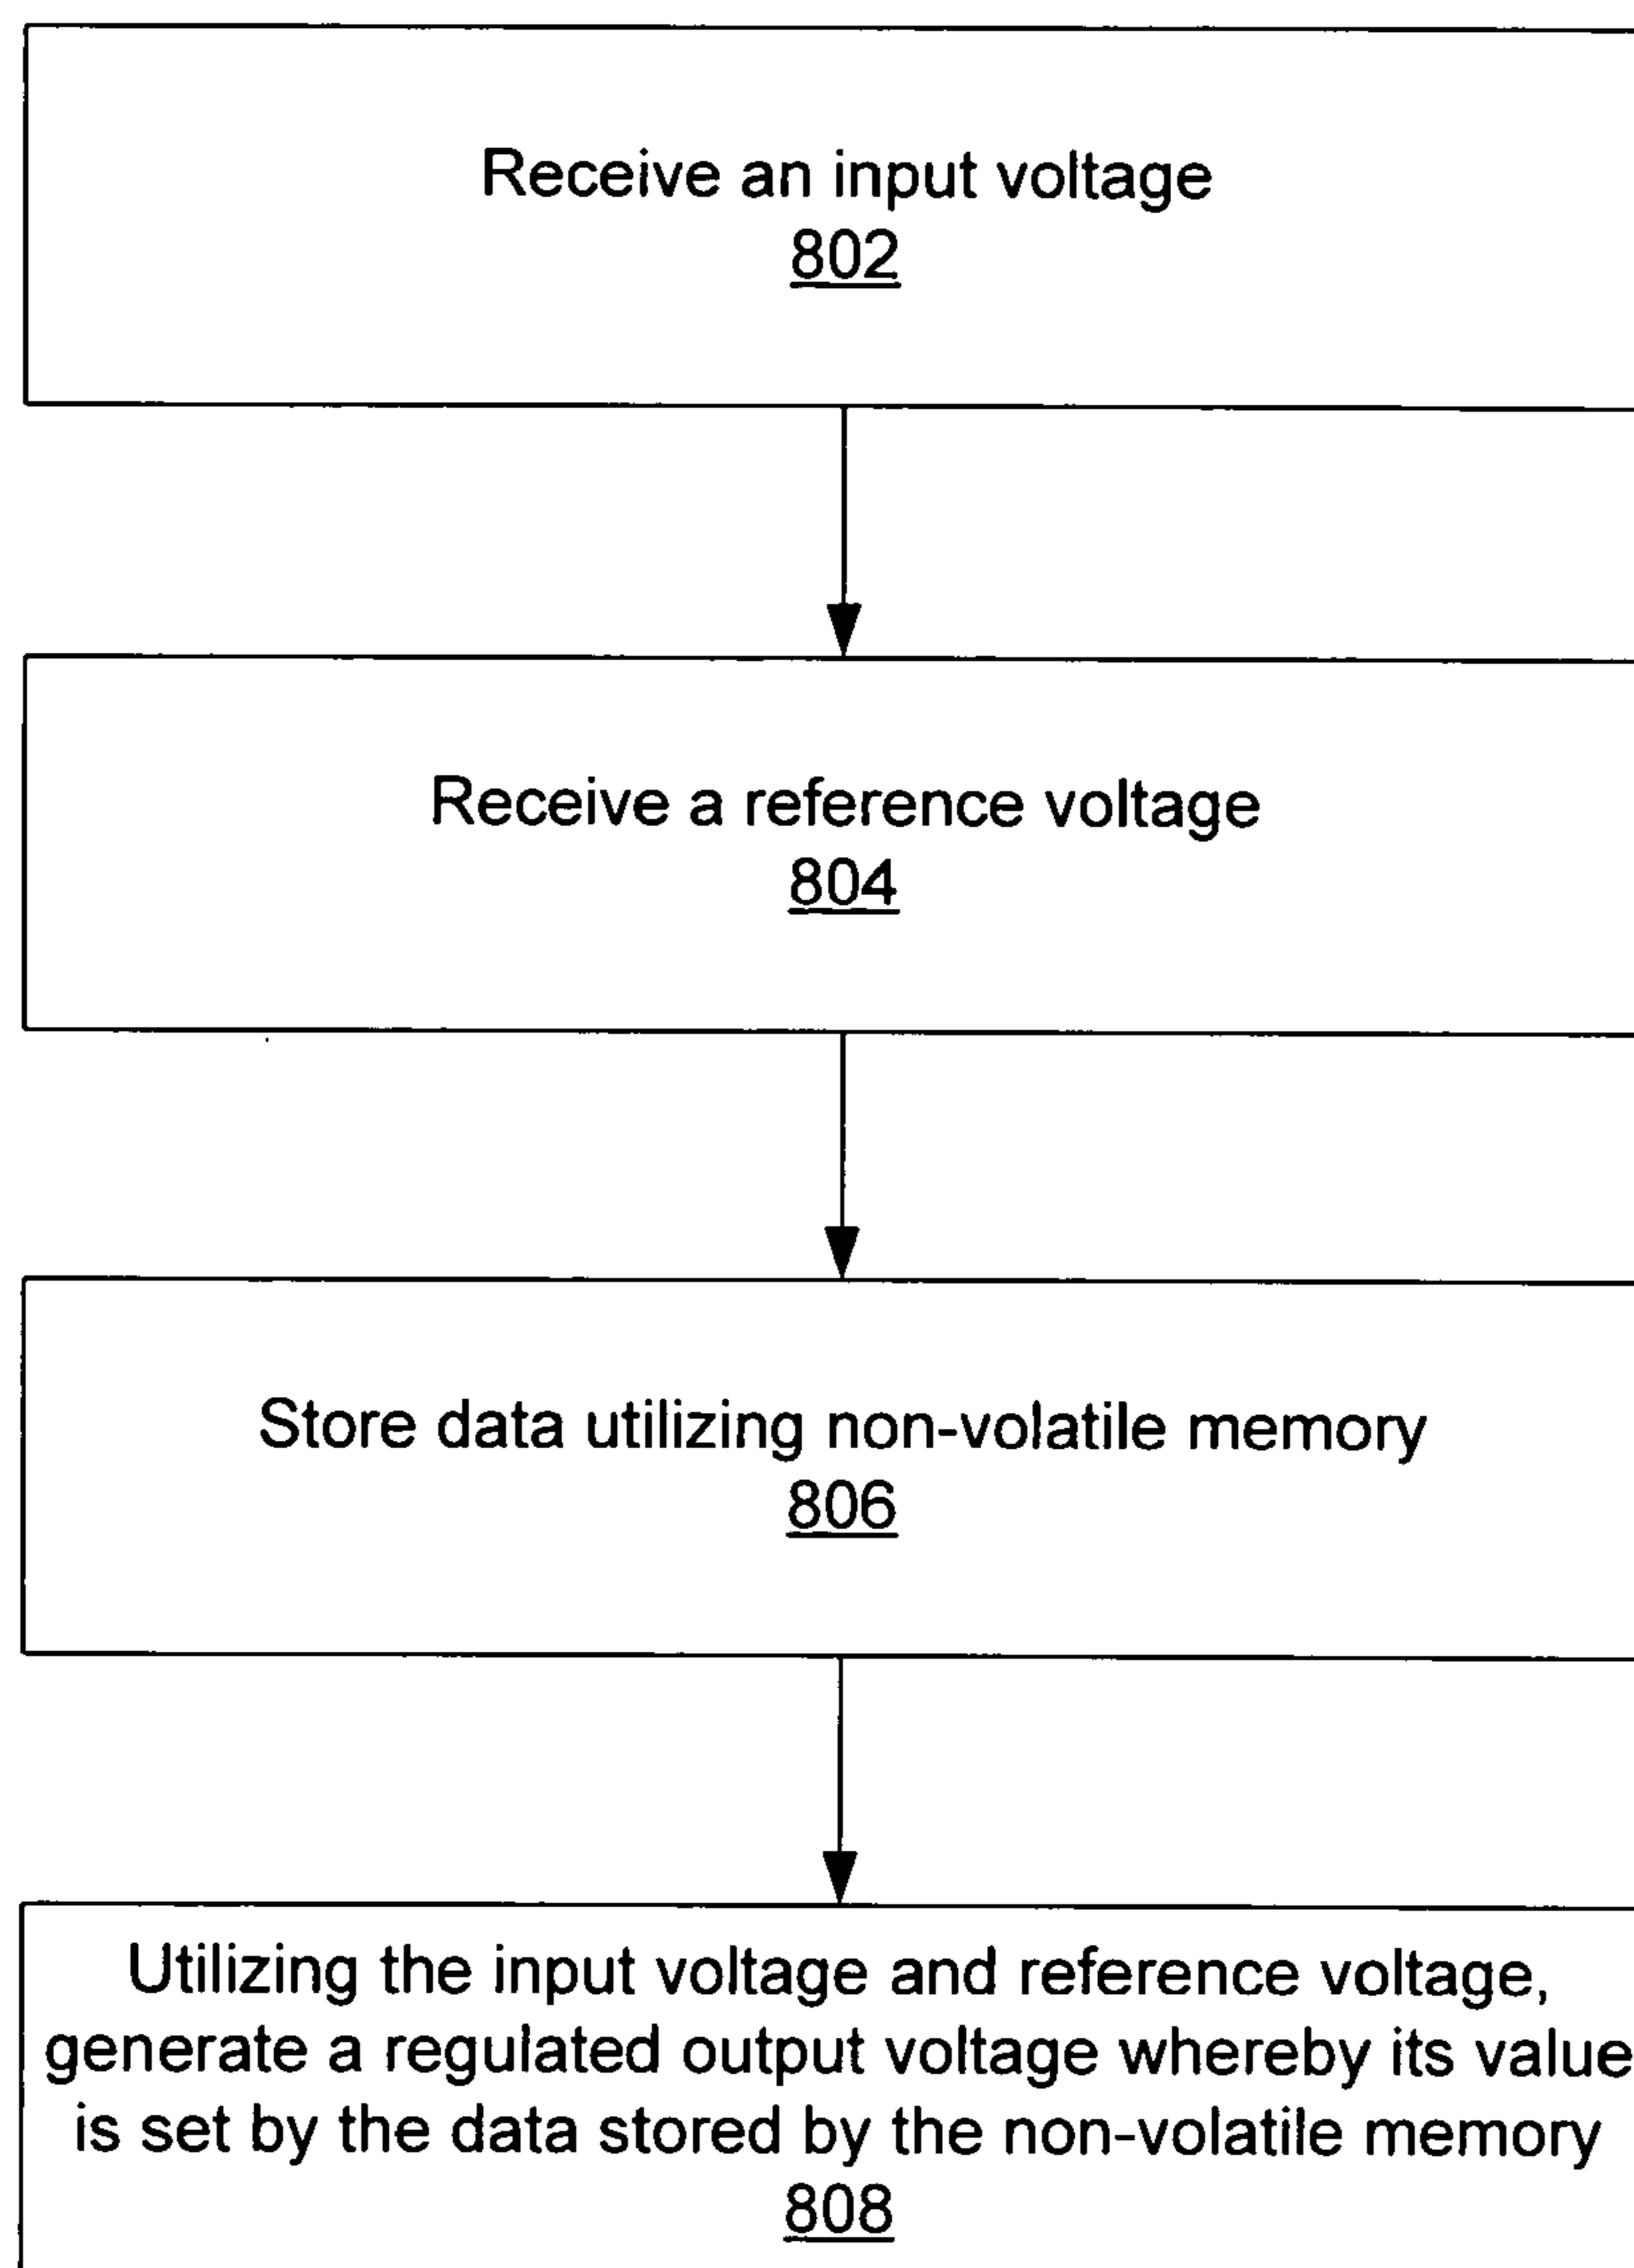 Receive an input voltage
802
Receive a reference voltage
804
Store data utilizing non-volatile memory
806
Utilizing the input voltage and reference voltage,
generate a regulated output voltage whereby its value
is set by the data stored by the non-volatile memory
808